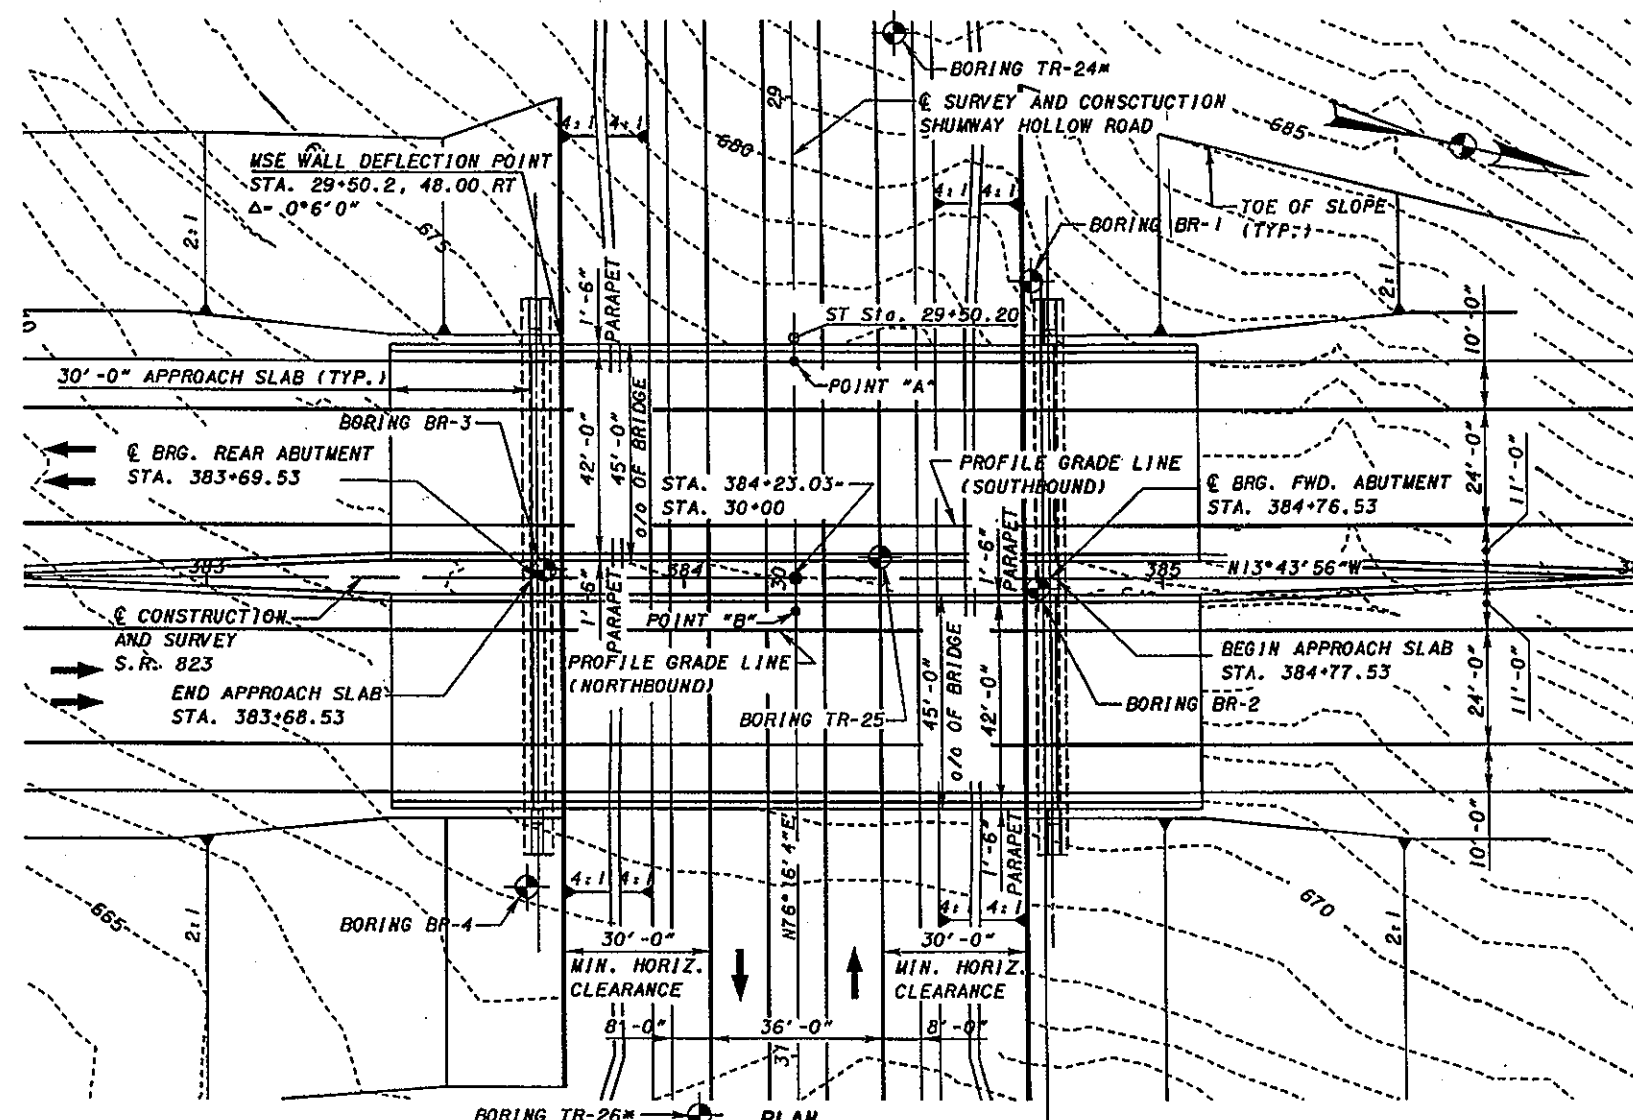 BORING TR-24*
℄ SURVEY AND CONSCTUCTION
SHUMWAY HOLLOW ROAD
29
680
685
4:1 4:1
MSE WALL DEFLECTION POINT
STA. 29+50.2, 48.00 RT
Δ= 0°6'0"
4:1 4:1
BORING BR-1
TOE OF SLOPE
(TYP.)
2:1
675
2:1
1'-6"
PARAPET
ST Sta. 29+50.20
10'-0"
30'-0" APPROACH SLAB (TYP.)
POINT "A"
BORING BR-3
42'-0"
45'-0"
o/o OF BRIDGE
℄ BRG. REAR ABUTMENT
STA. 383+69.53
STA. 384+23.03=
STA. 30+00
PROFILE GRADE LINE
(SOUTHBOUND)
℄ BRG. FWD. ABUTMENT
STA. 384+76.53
24'-0"
11'-0"
1'-6"
PARAPET
383
384
30
385
N13°43'56"W
℄ CONSTRUCTION
AND SURVEY
S.R. 823
1'-6"
PARAPET
POINT "B"
PROFILE GRADE LINE
(NORTHBOUND)
BEGIN APPROACH SLAB
STA. 384+77.53
END APPROACH SLAB
STA. 383+68.53
BORING TR-25
45'-0"
o/o OF BRIDGE
42'-0"
BORING BR-2
24'-0"
11'-0"
1'-6"
PARAPET
10'-0"
4:1 4:1
N76°16'4"E
4:1 4:1
665
2:1
BORING BR-4
670
2:1
30'-0"
MIN. HORIZ.
CLEARANCE
30'-0"
MIN. HORIZ.
CLEARANCE
8'-0"
36'-0"
8'-0"
31
BORING TR-26*
PLAN